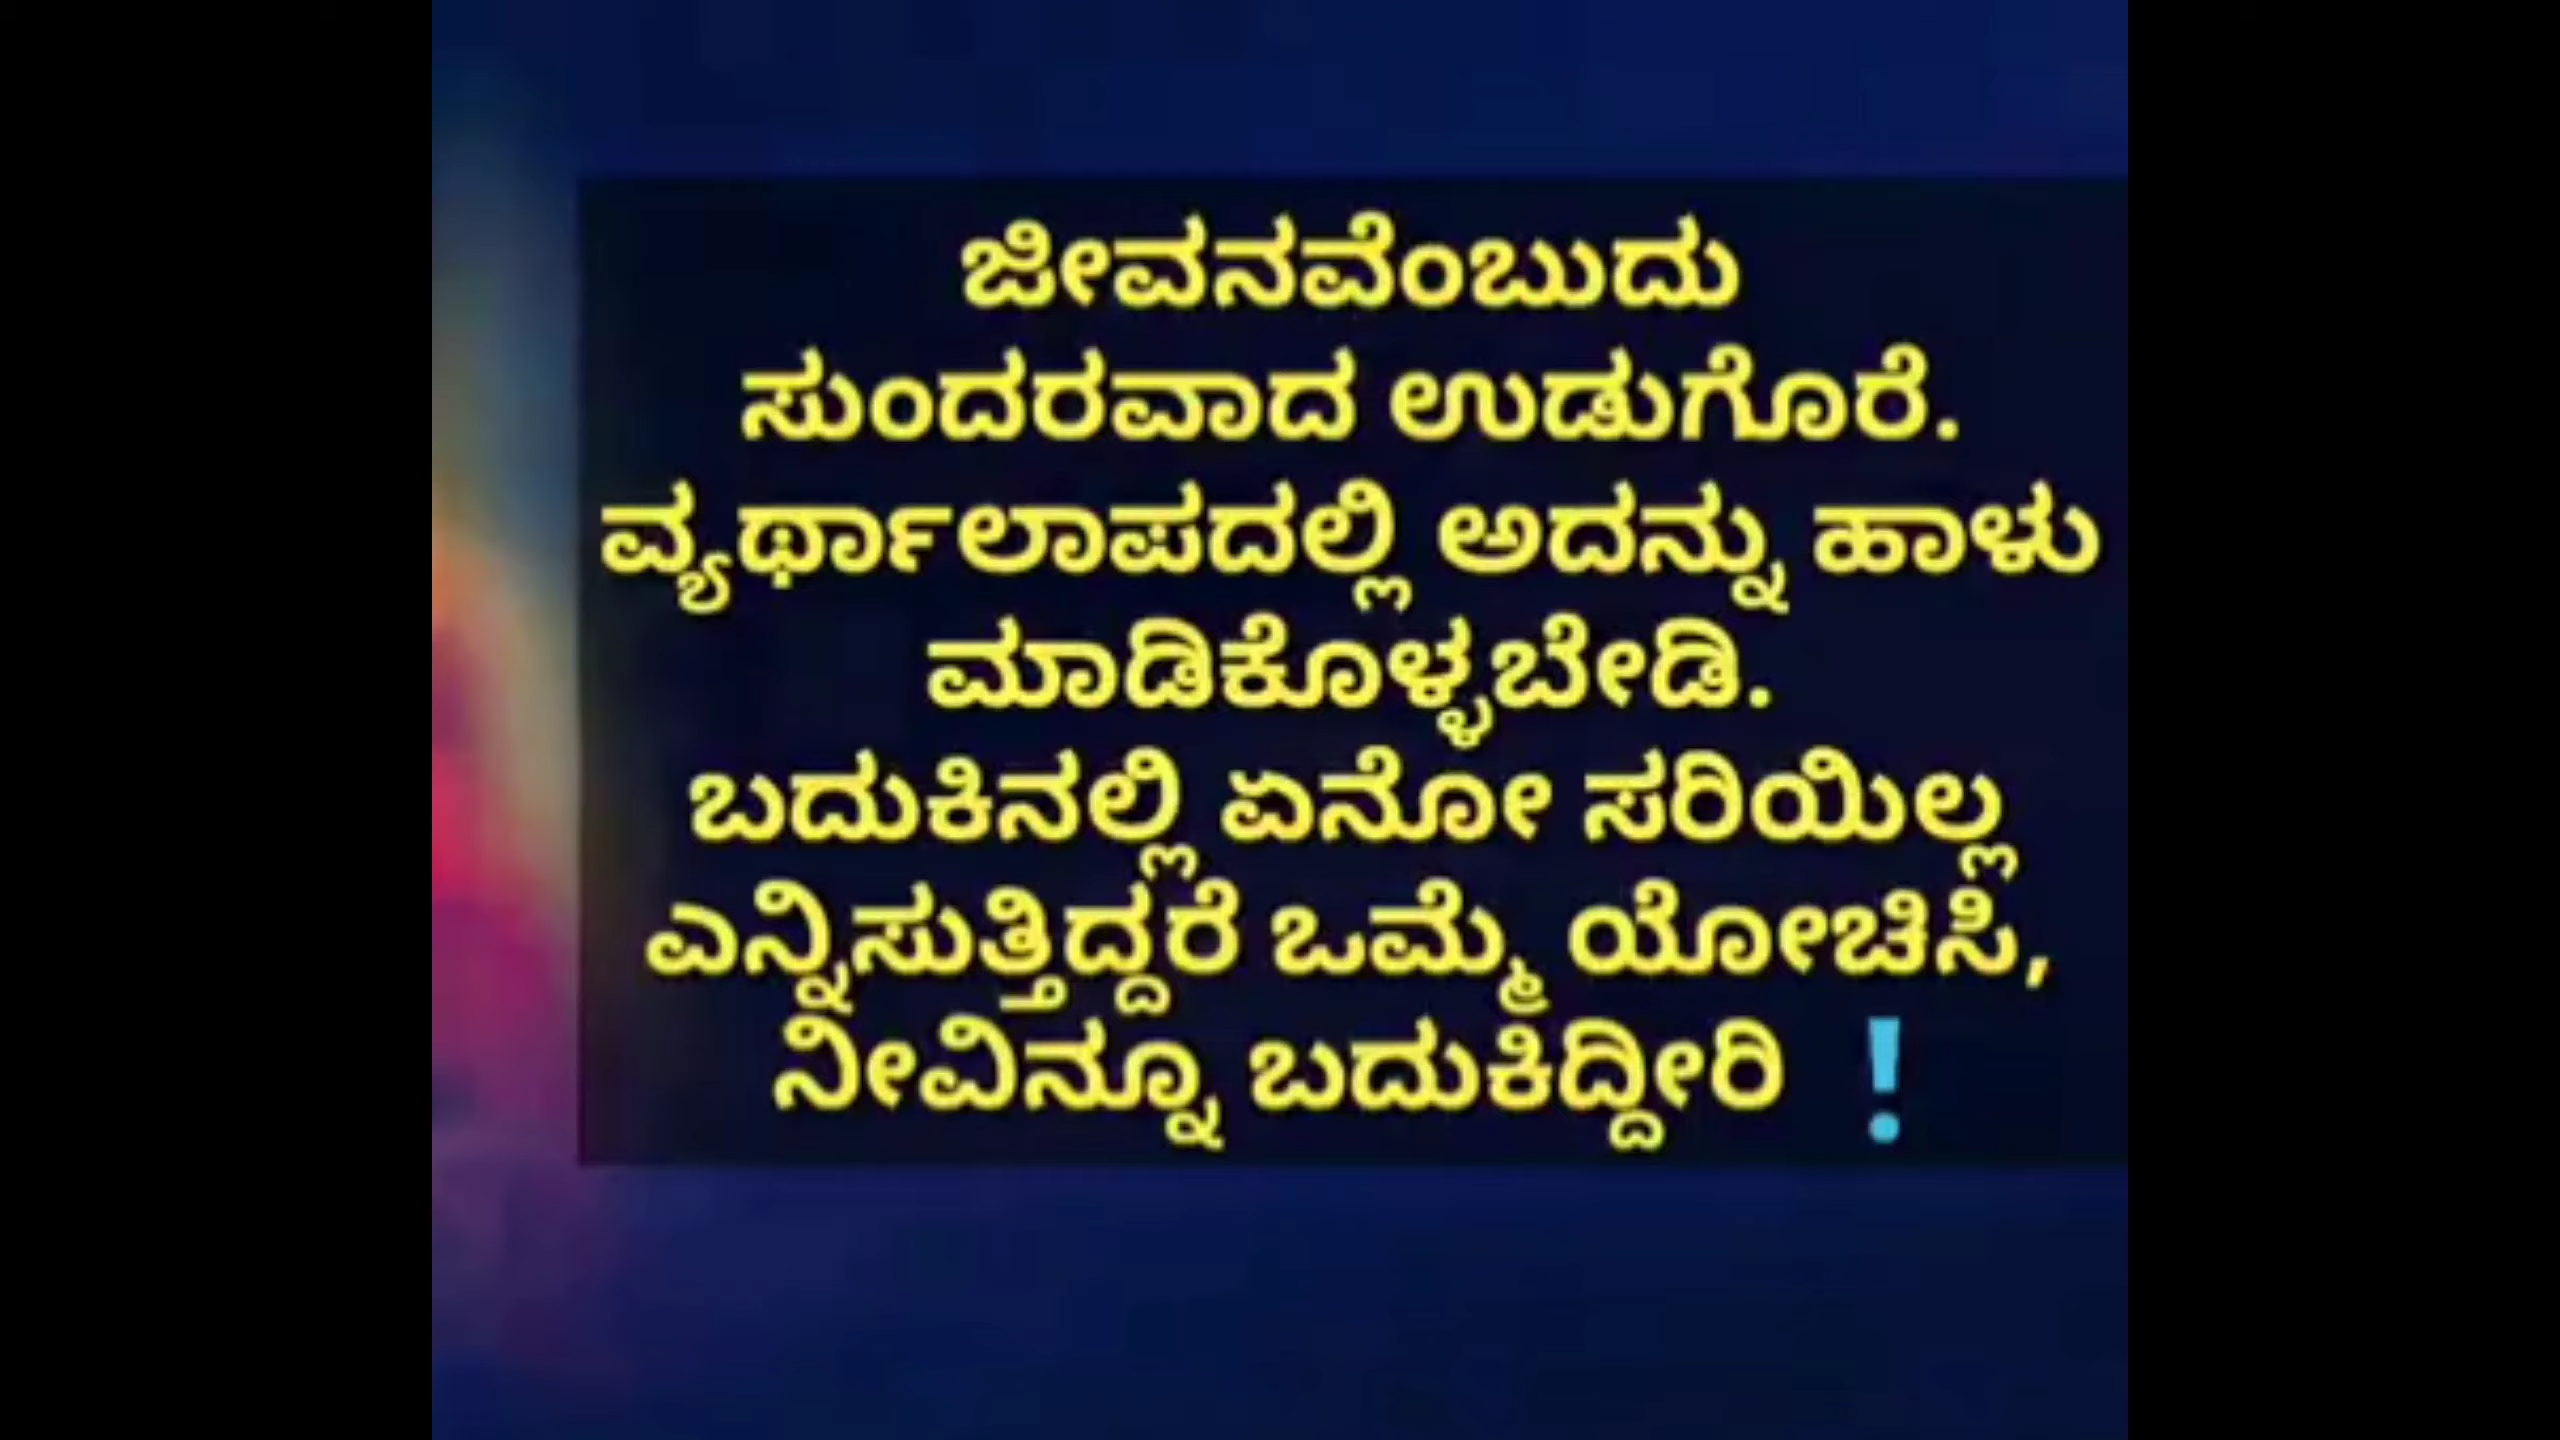 ಜೀವನವೆಂಬುದು
ಸುಂದರವಾದ ಉಡುಗೊರೆ.
ವ್ಯರ್ಥಾಲಾಪದಲ್ಲಿ ಅದನ್ನು ಹಾಳು
ಮಾಡಿಕೊಳ್ಳಬೇಡಿ.
ಬದುಕಿನಲ್ಲಿ ಏನೋ ಸರಿಯಿಲ್ಲ
ಎನ್ನಿಸುತ್ತಿದ್ದರೆ ಒಮ್ಮೆ ಯೋಚಿಸಿ,
ನೀವಿನ್ನೂ ಬದುಕಿದ್ದೀರಿ !